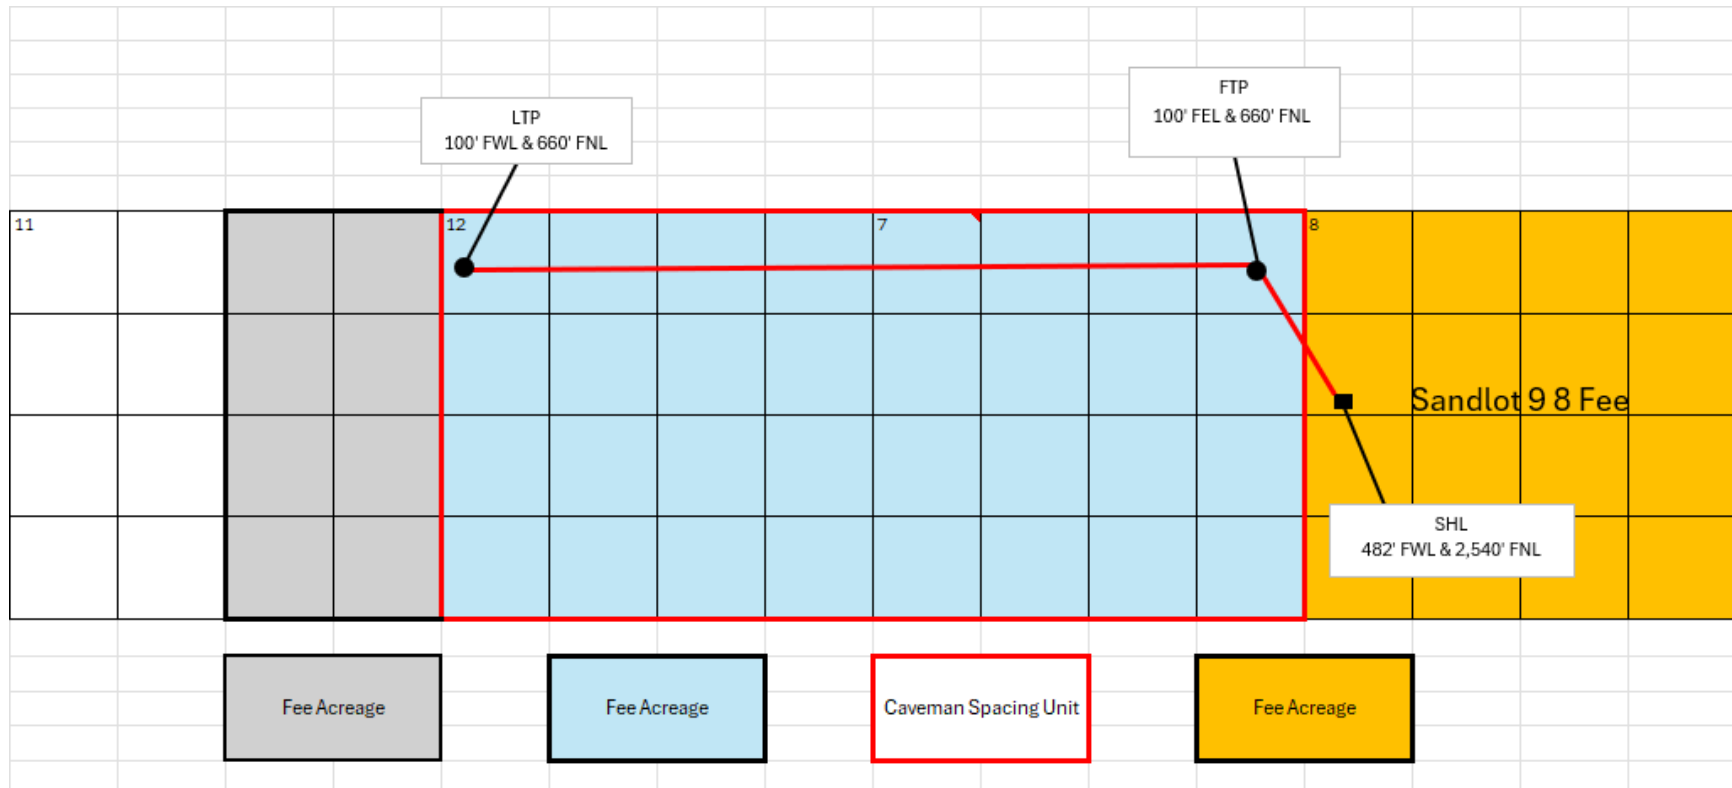 FTP
100' FEL & 660' FNL
LTP
100' FWL & 660' FNL
11
12
7
8
Sandlot 9 8 Fee
SHL
482' FWL & 2,540' FNL
Fee Acreage
Fee Acreage
Caveman Spacing Unit
Fee Acreage